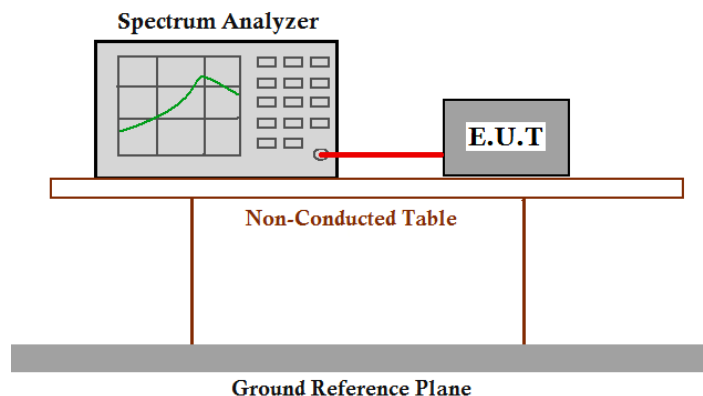 Spectrum Analyzer
E.U.T
Non-Conducted Table
Ground Reference Plane